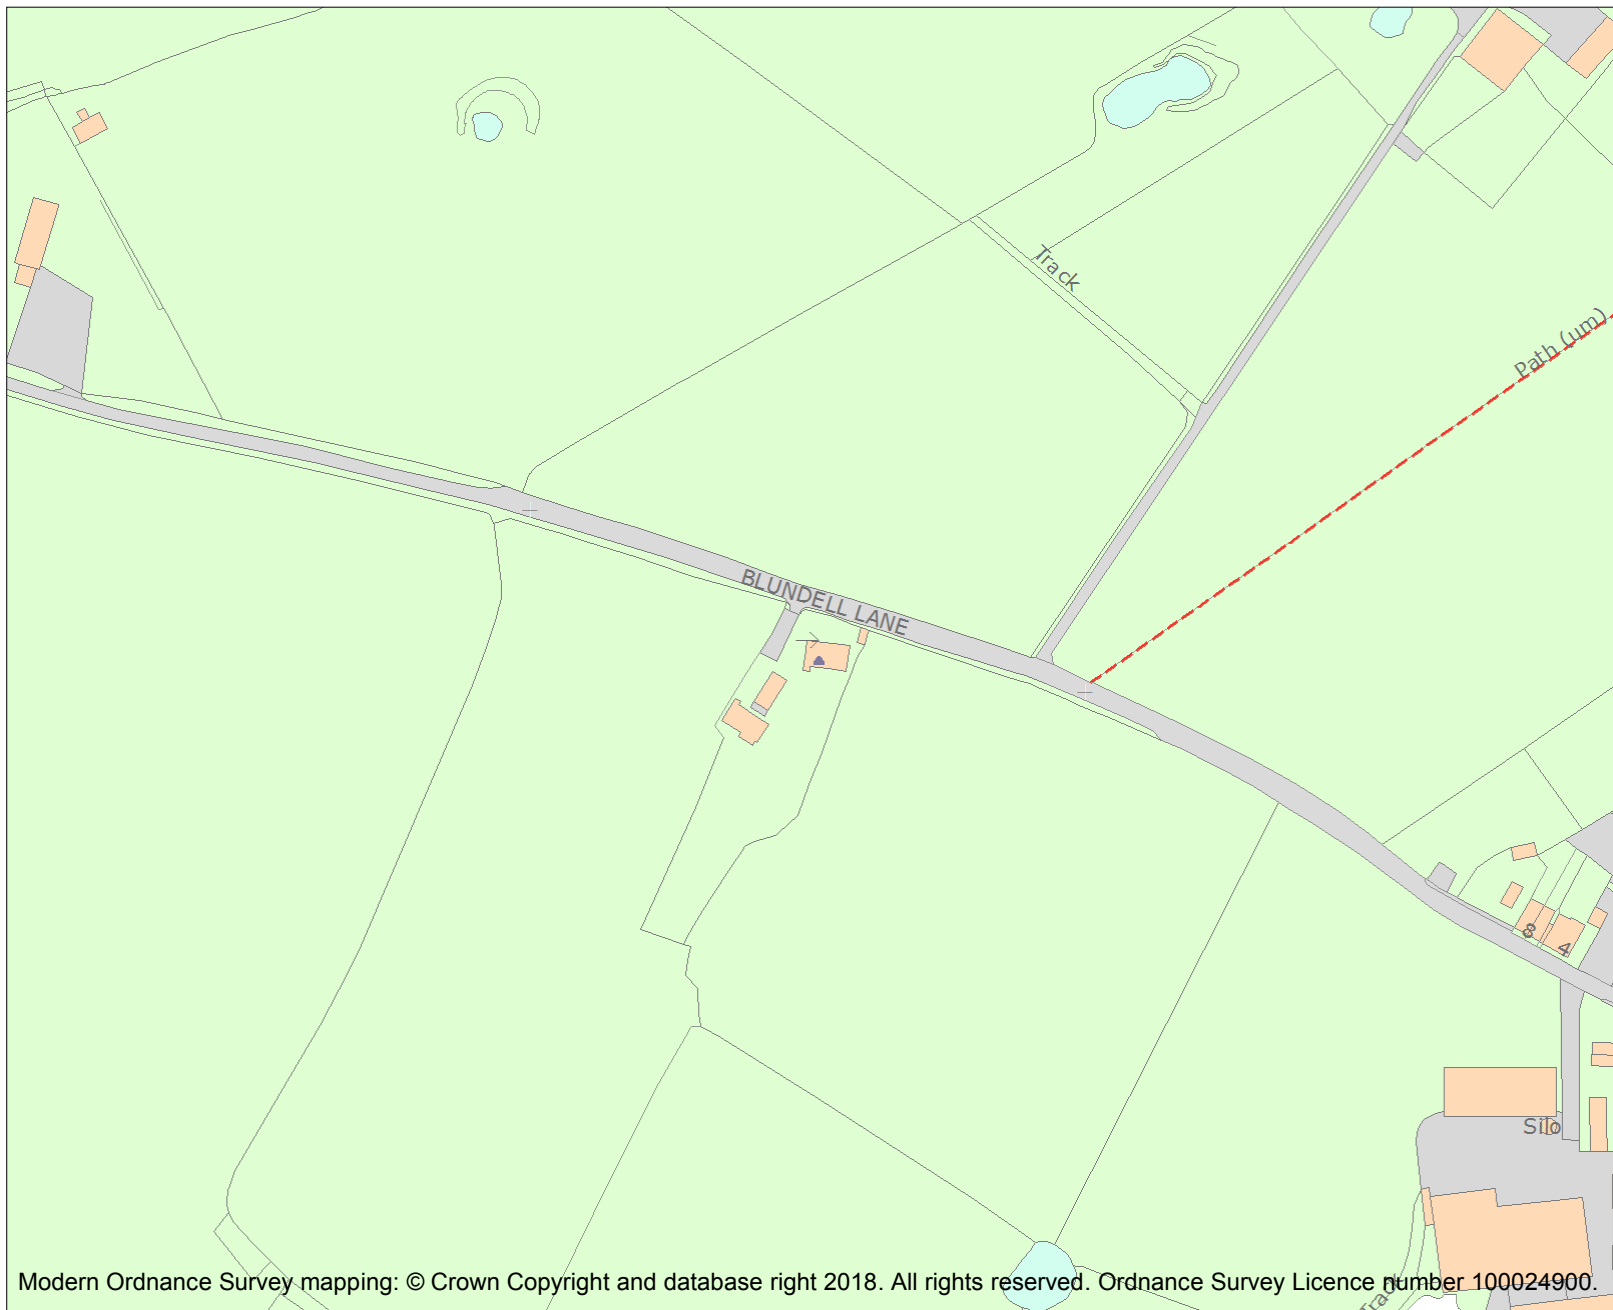 Track
Path (um)
BLUNDELL LANE
8
4
Silo
Track
Modern Ordnance Survey mapping: © Crown Copyright and database right 2018. All rights reserved. Ordnance Survey Licence number 100024900.